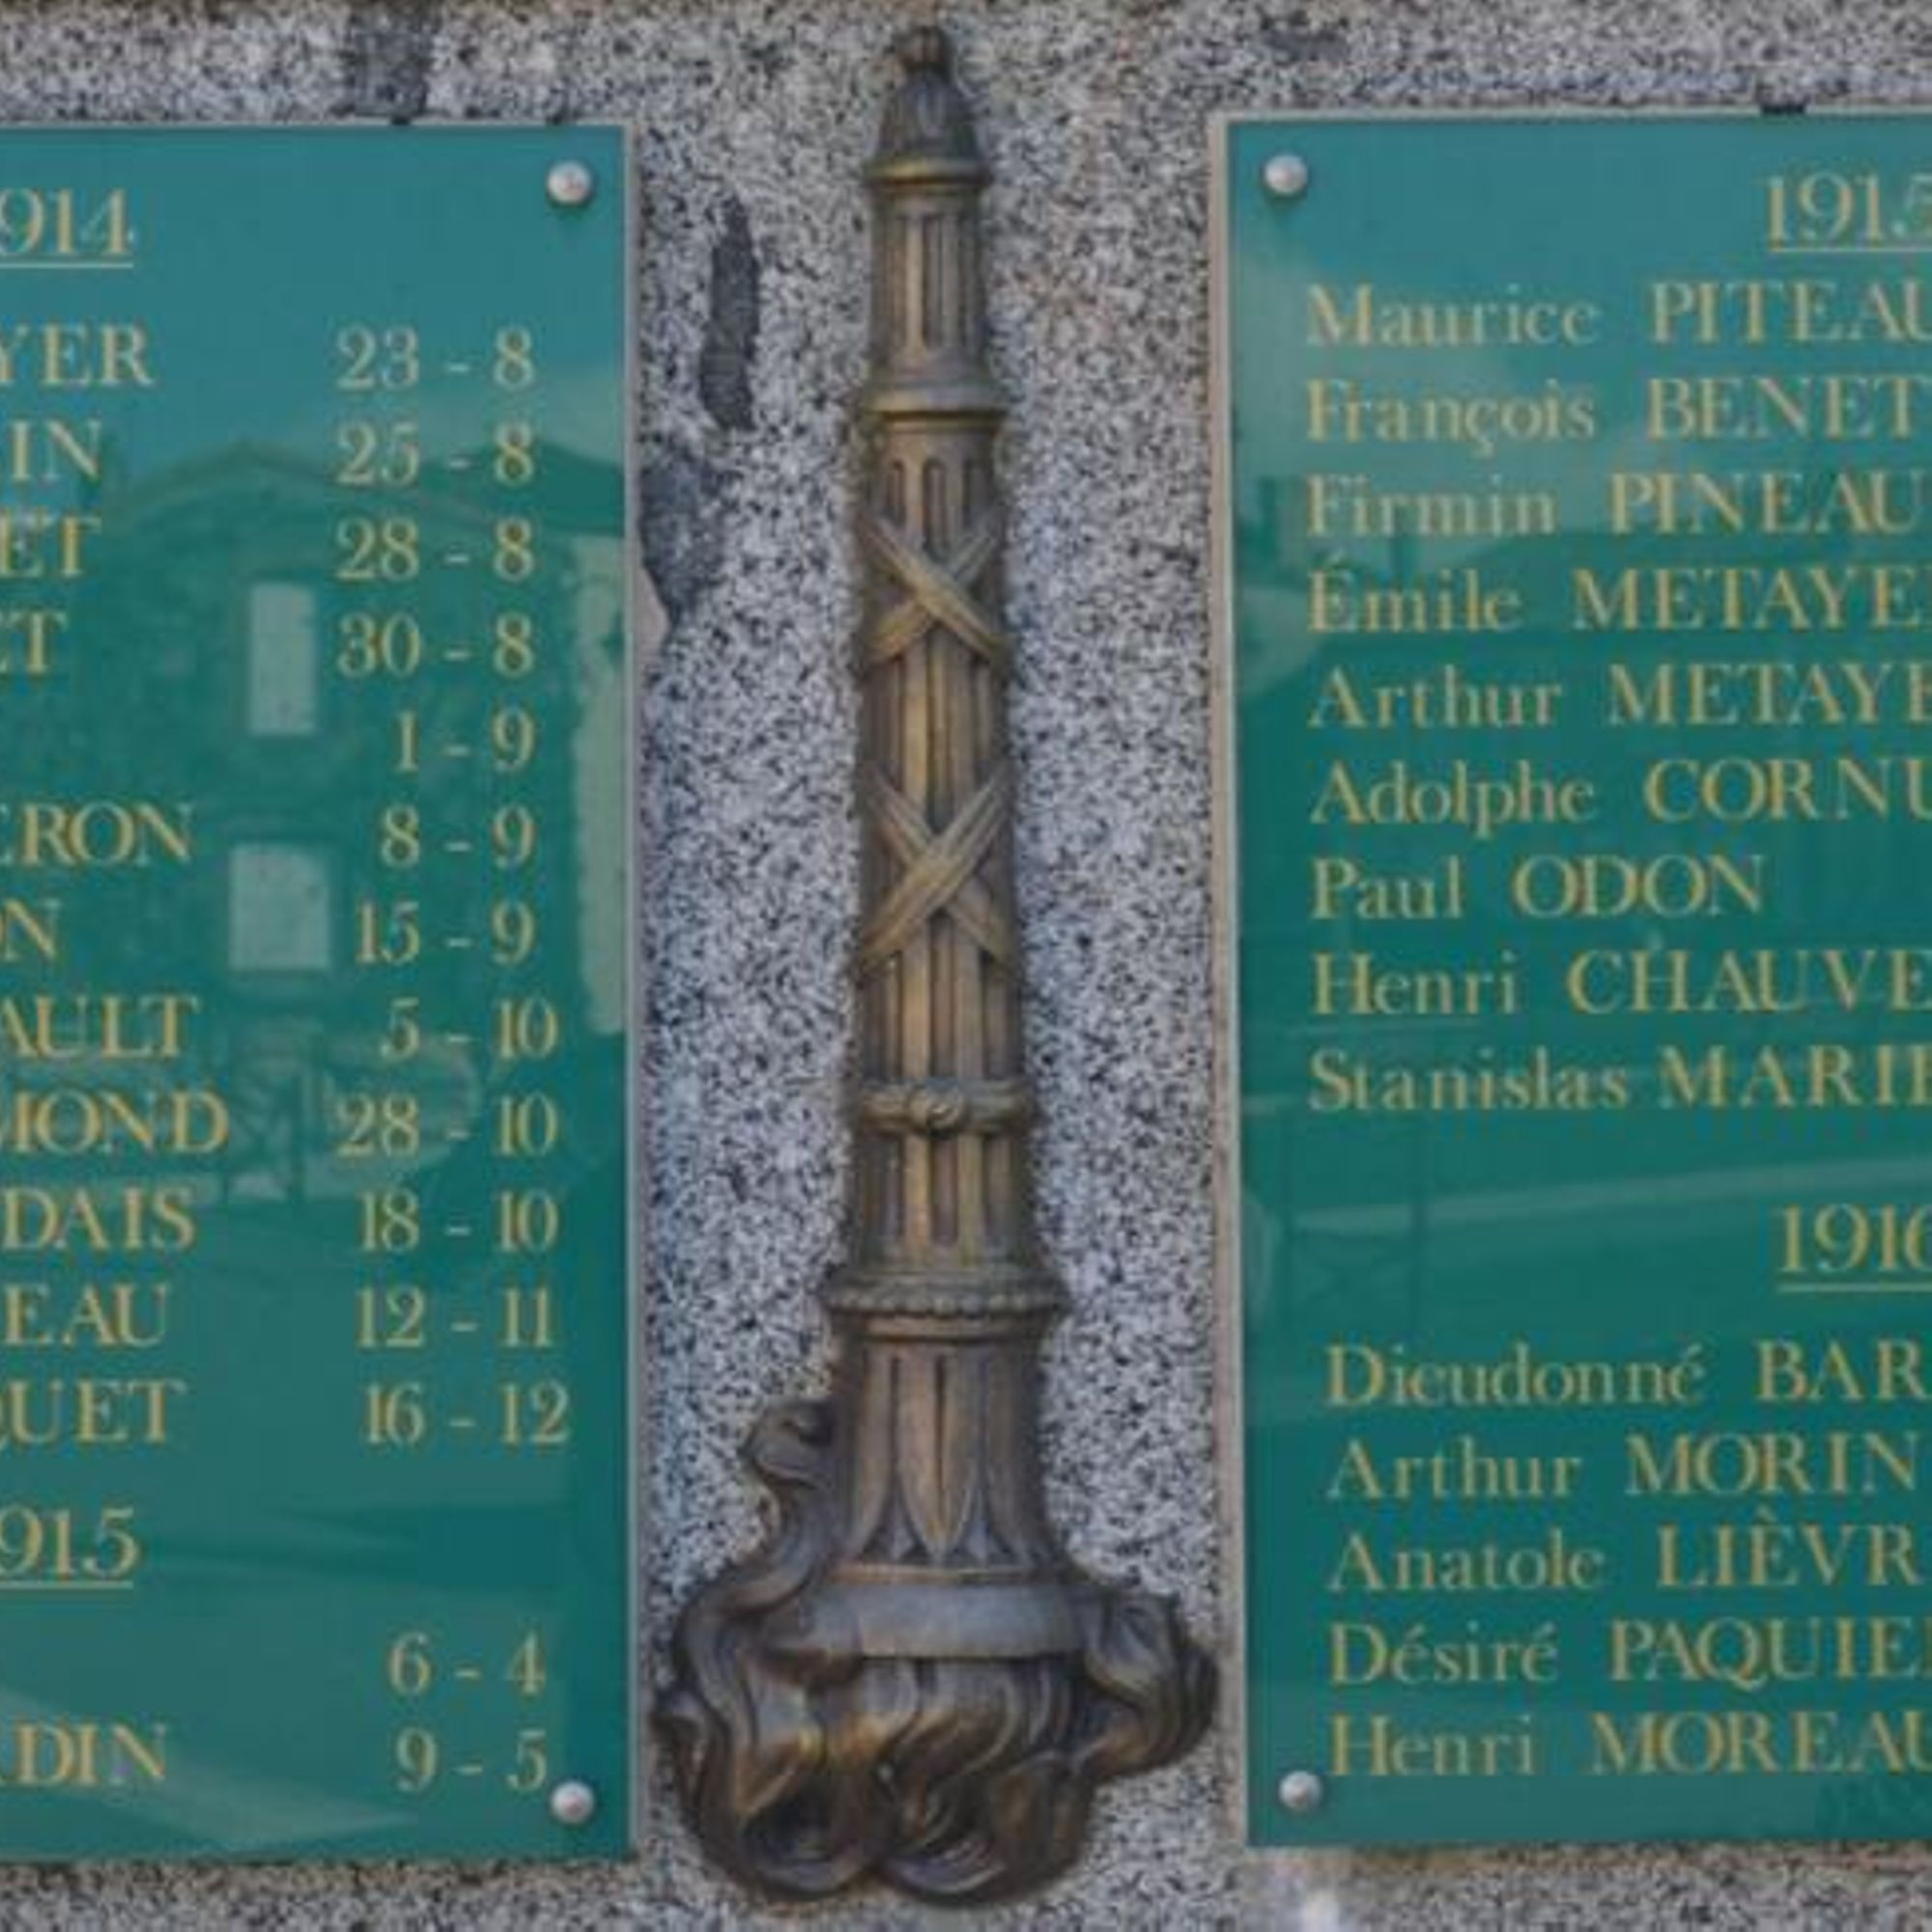 914
YER 23 - 8
IN 25 - 8
ET 28 - 8
ET 30 - 8
1 - 9
ERON 8 - 9
ON 15 - 9
AULT 5 - 10
MOND 28 - 10
DAIS 18 - 10
EAU 12 - 11
QUET 16 - 12
915
6 - 4
RDIN 9 - 5
1915
Maurice PITEAU
François BENET
Firmin PINEAU
Émile METAYE
Arthur METAYE
Adolphe CORNU
Paul ODON
Henri CHAUVE
Stanislas MARIE
1916
Dieudonné BAR
Arthur MORIN
Anatole LIÈVR
Désiré PAQUIE
Henri MOREAU